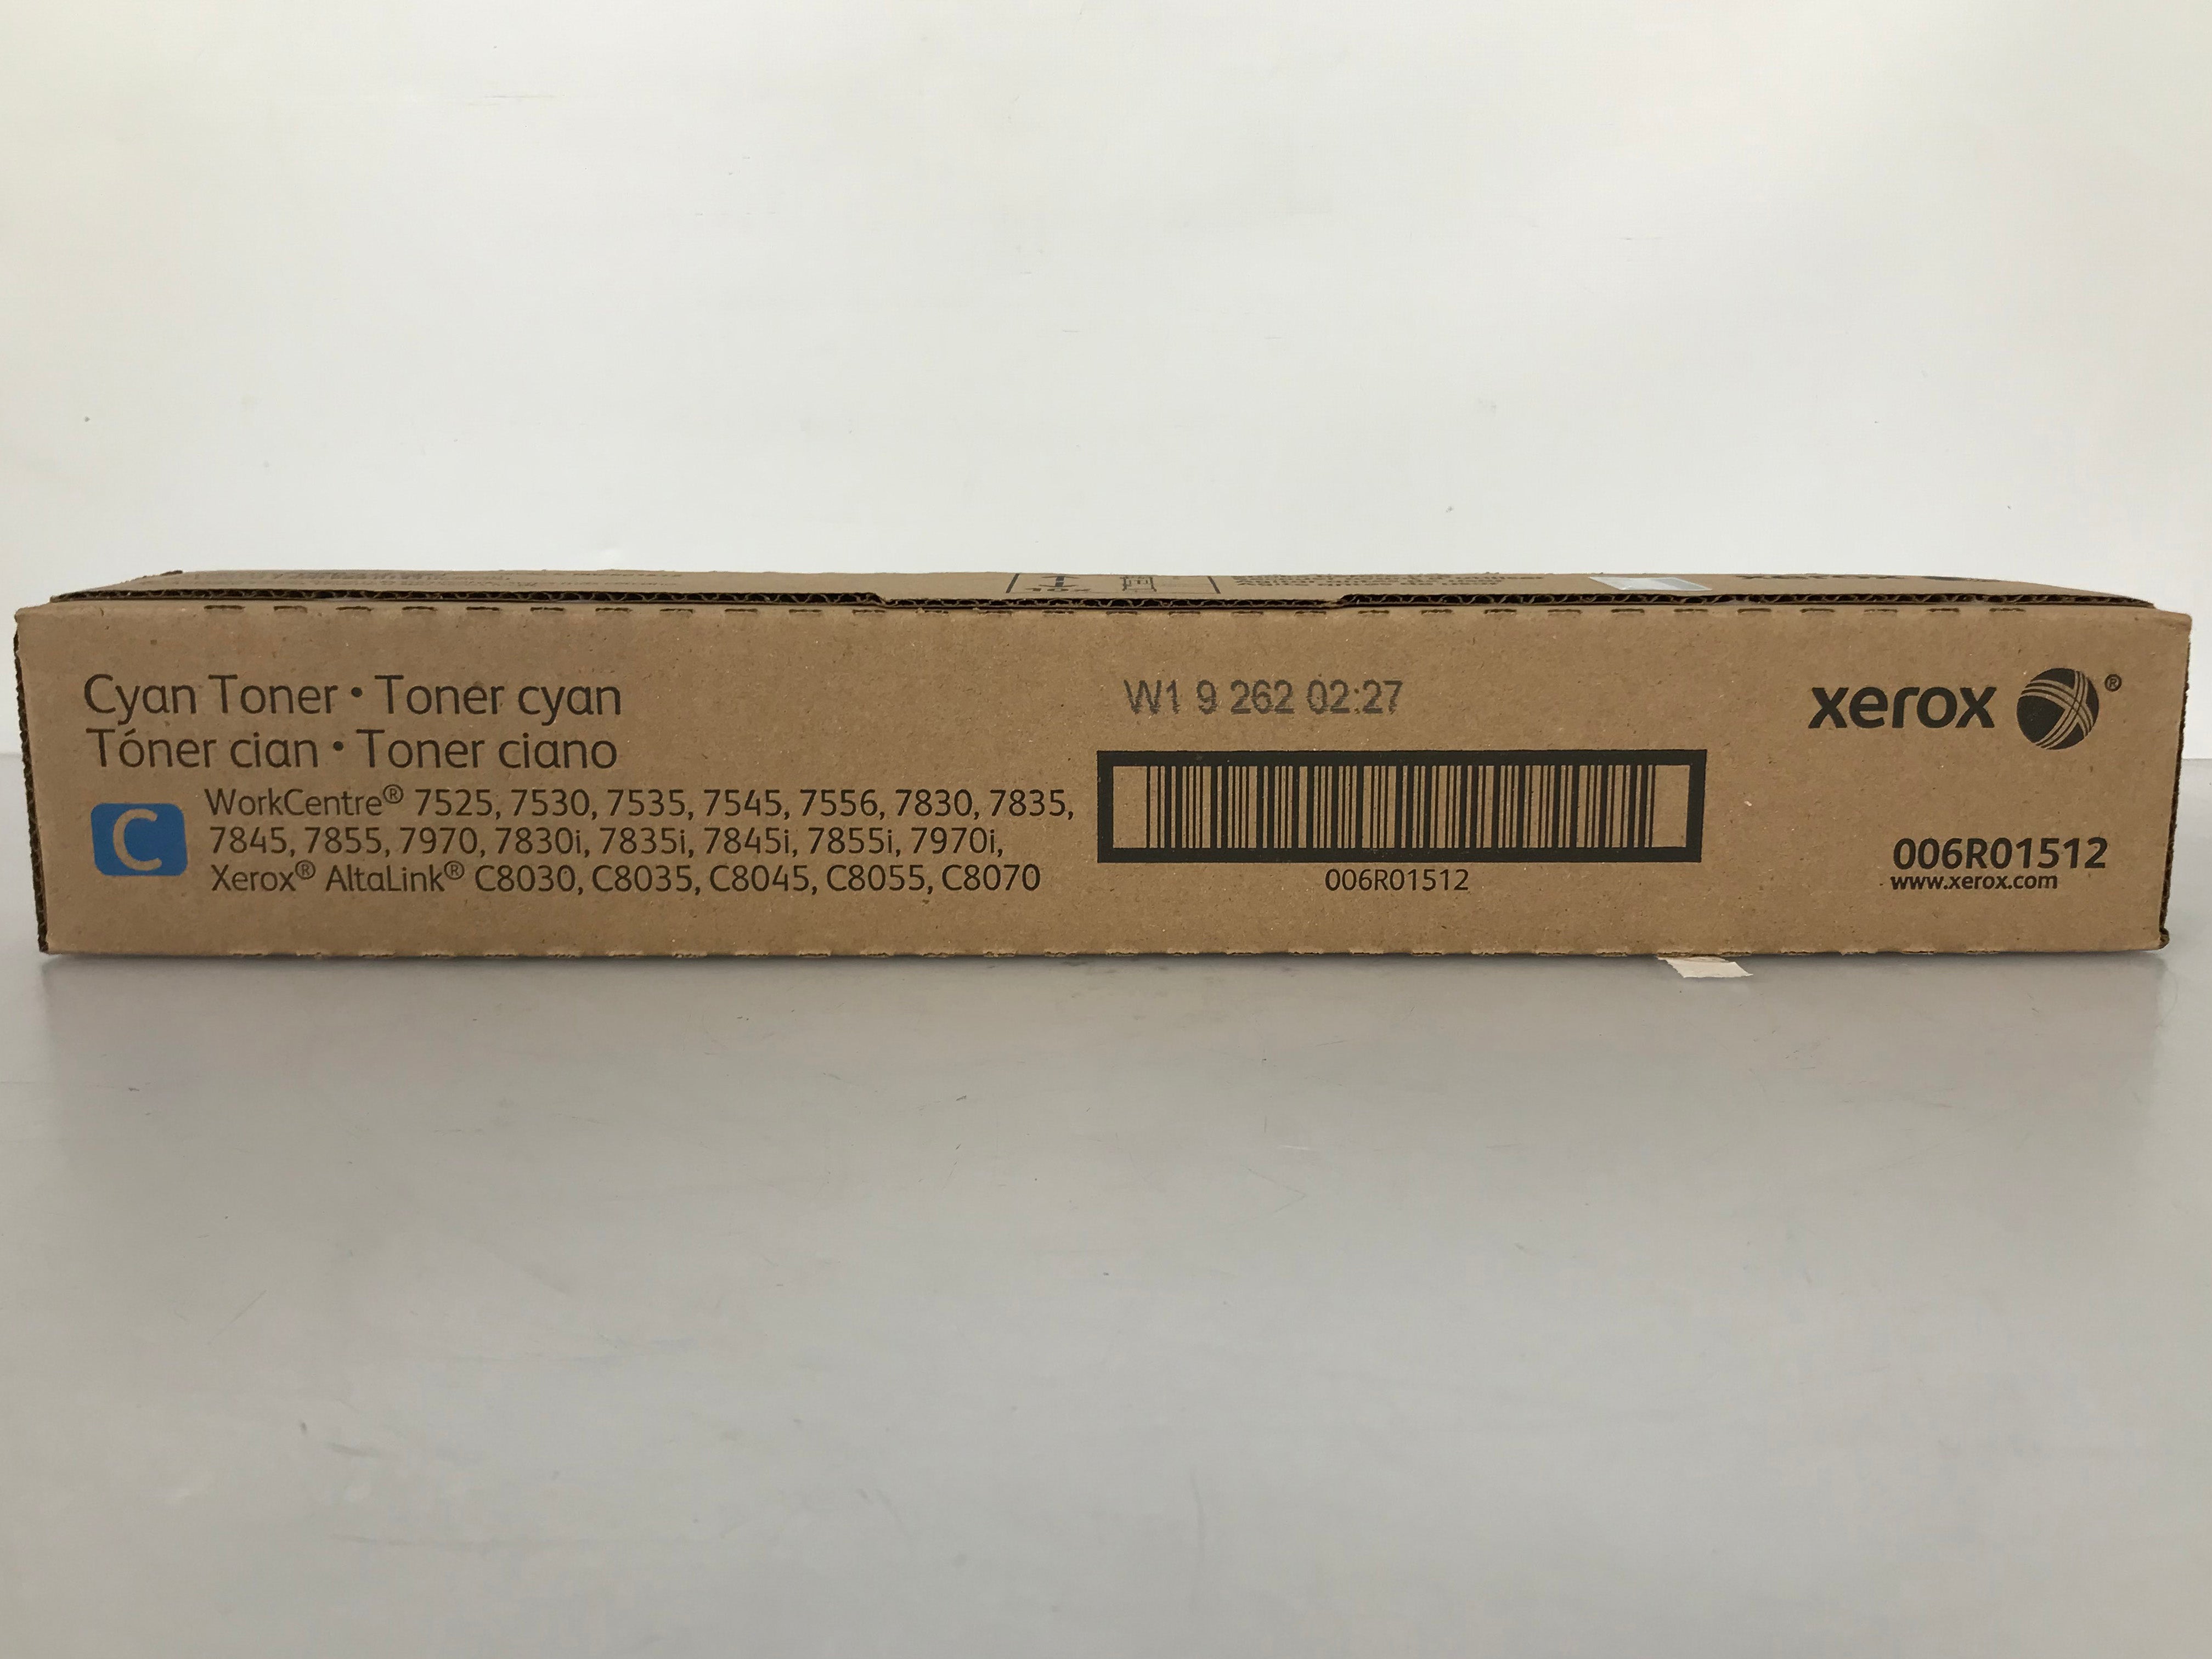 Cyan Toner • Toner cyan
Tóner cian • Toner ciano
C
WorkCentre® 7525, 7530, 7535, 7545, 7556, 7830, 7835,
7845, 7855, 7970, 7830i, 7835i, 7845i, 7855i, 7970i,
Xerox® AltaLink® C8030, C8035, C8045, C8055, C8070
W1 9 262 02:27
006R01512
xerox ®
006R01512
www.xerox.com